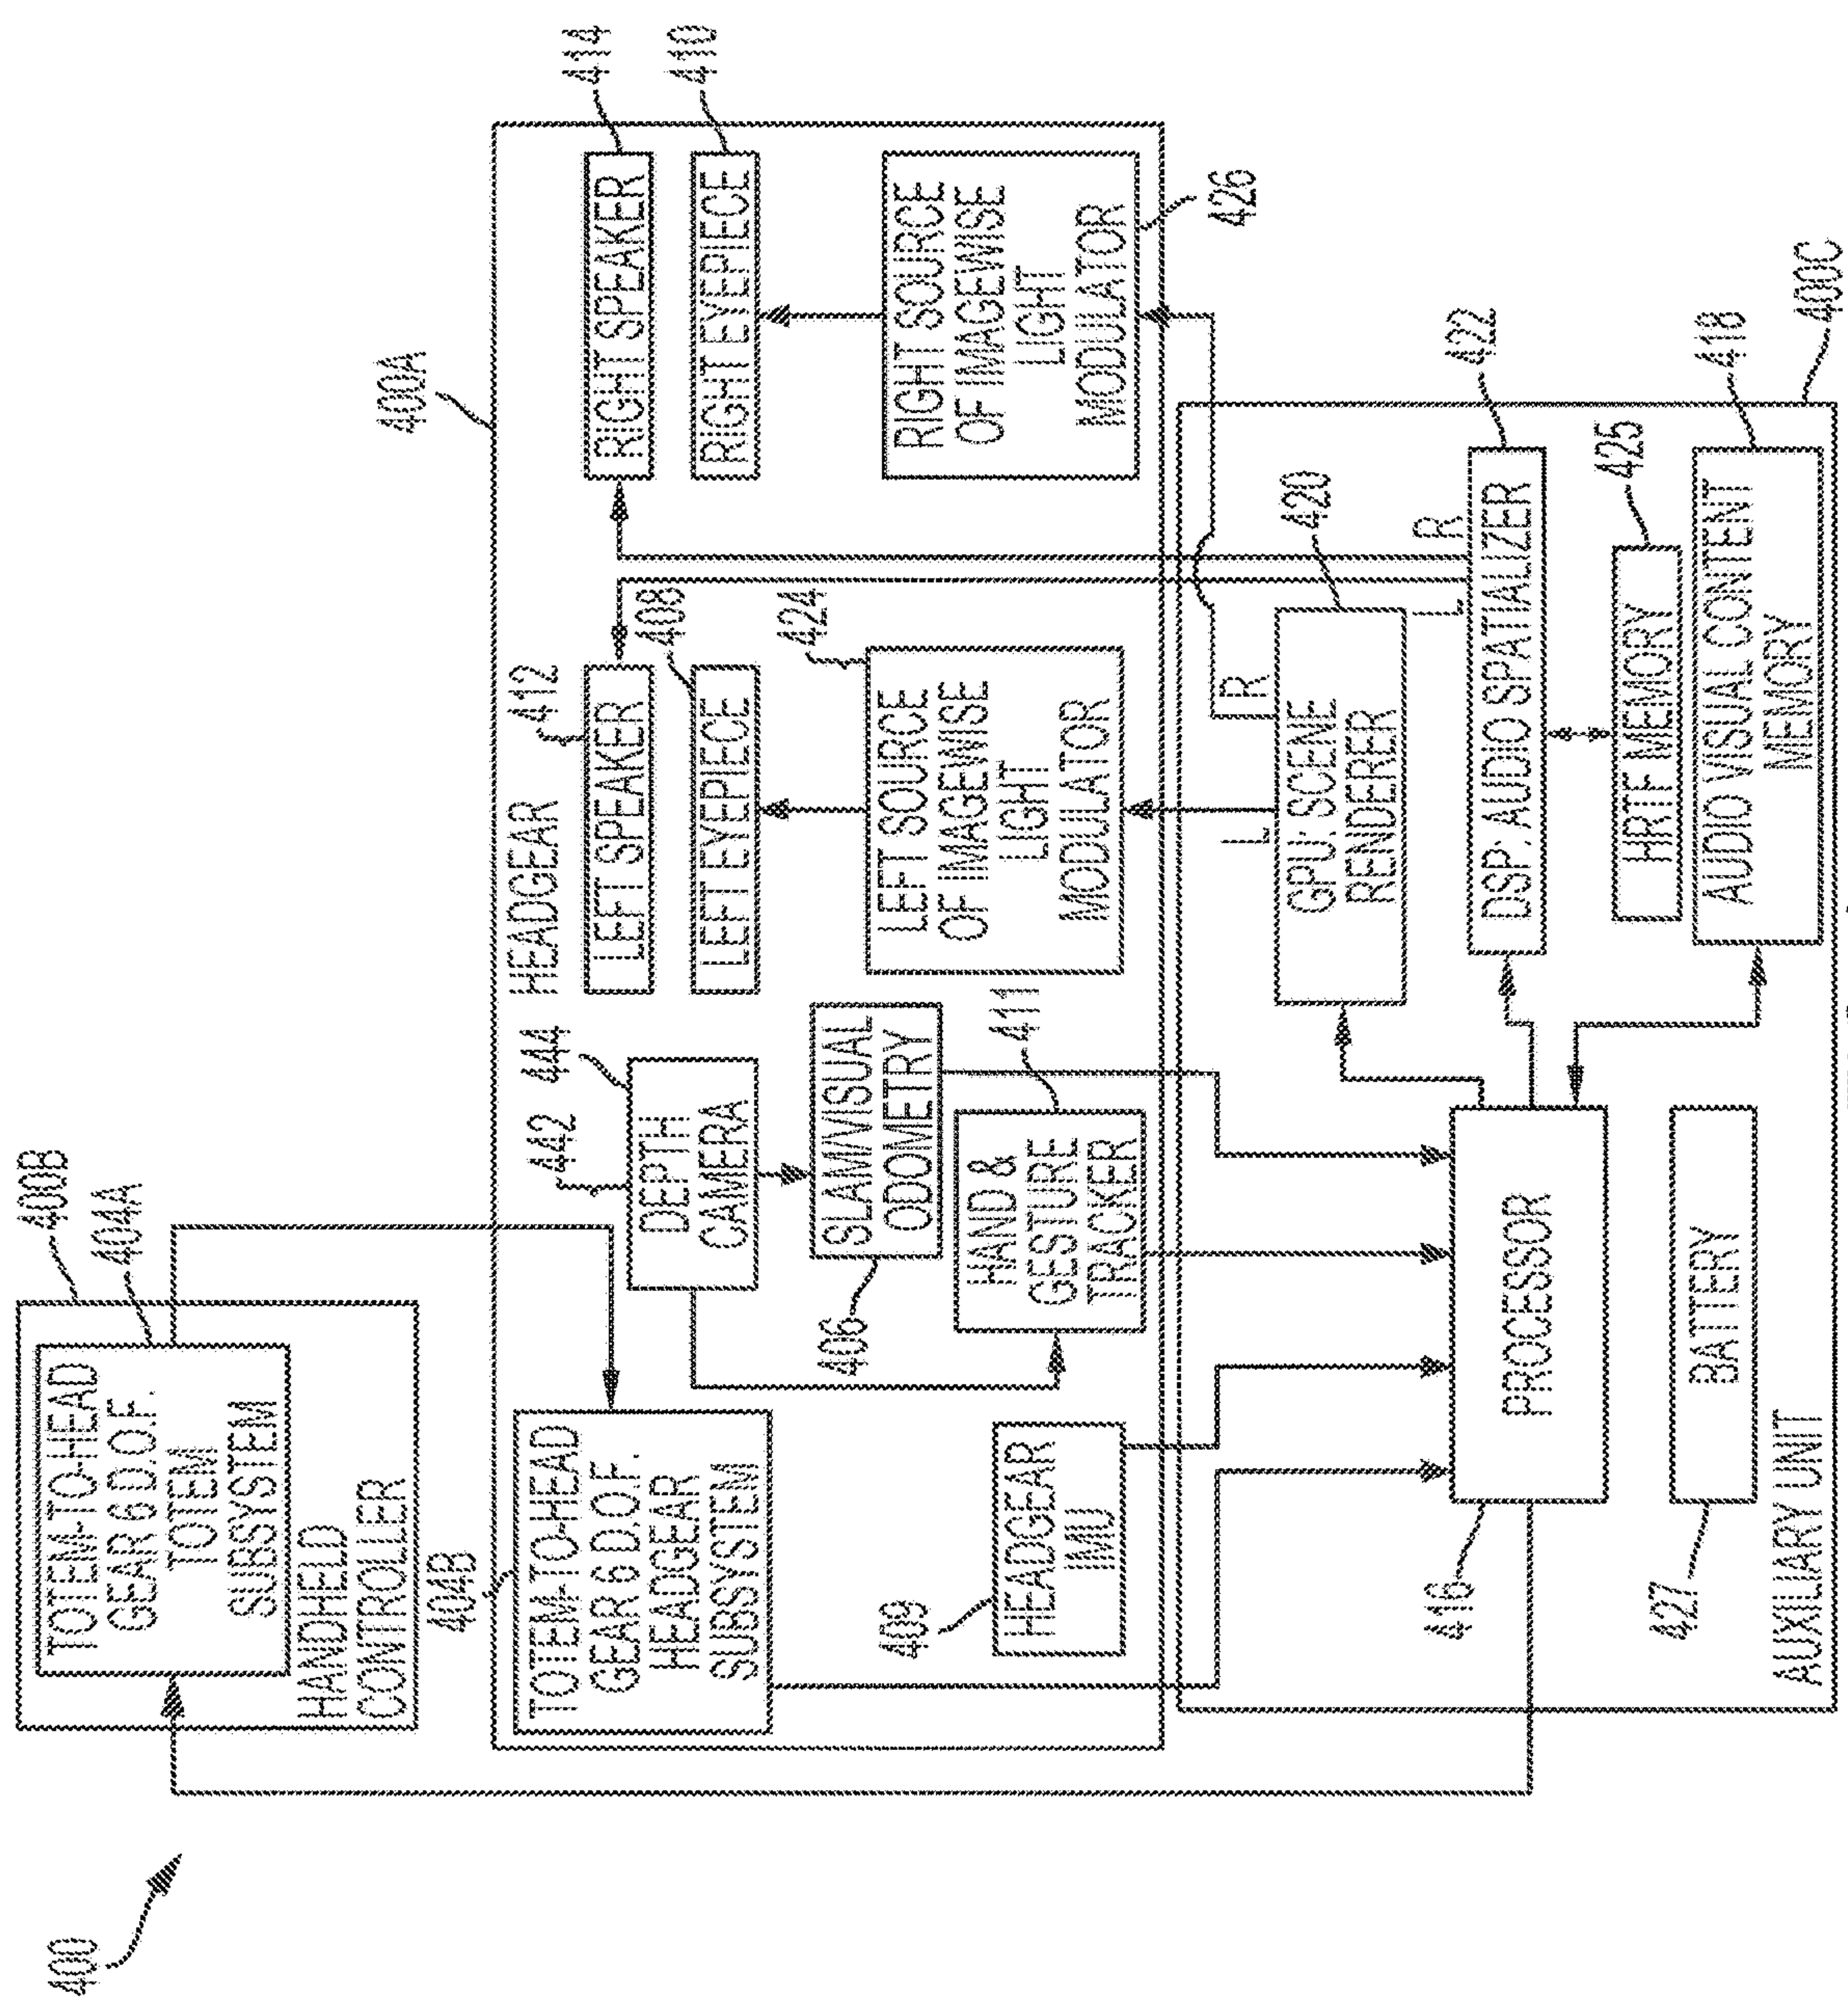 400
400B
404A
TOTEM-TO-HEAD
GEAR 6 D.O.F.
TOTEM
SUBSYSTEM
HANDHELD
CONTROLLER
400A
HEADGEAR
404B
TOTEM-TO-HEAD
GEAR 6 D.O.F.
HEADGEAR
SUBSYSTEM
442
444
DEPTH
CAMERA
412
LEFT SPEAKER
414
RIGHT SPEAKER
408
LEFT EYEPIECE
410
RIGHT EYEPIECE
406
SLAM/VISUAL
ODOMETRY
424
LEFT SOURCE
OF IMAGEWISE
LIGHT
MODULATOR
RIGHT SOURCE
OF IMAGEWISE
LIGHT
MODULATOR
426
409
HEADGEAR
IMU
411
HAND &
GESTURE
TRACKER
L
R
420
GPU: SCENE
RENDERER
L
R
416
PROCESSOR
422
DSP: AUDIO SPATIALIZER
425
HRTF MEMORY
427
BATTERY
418
AUDIO VISUAL CONTENT
MEMORY
AUXILIARY UNIT
400C